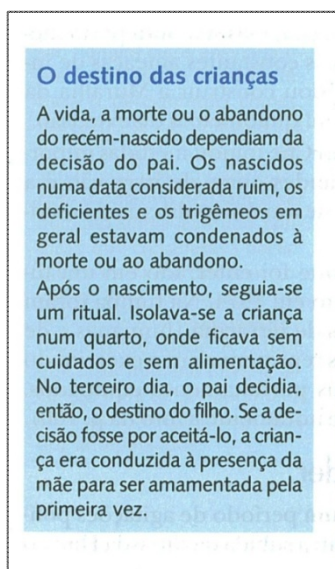 O destino das crianças
A vida, a morte ou o abandono
do recém-nascido dependiam da
decisão do pai. Os nascidos
numa data considerada ruim, os
deficientes e os trigêmeos em
geral estavam condenados à
morte ou ao abandono.
Após o nascimento, seguia-se
um ritual. Isolava-se a criança
num quarto, onde ficava sem
cuidados e sem alimentação.
No terceiro dia, o pai decidia,
então, o destino do filho. Se a de-
cisão fosse por aceitá-lo, a crian-
ça era conduzida à presença da
mãe para ser amamentada pela
primeira vez.